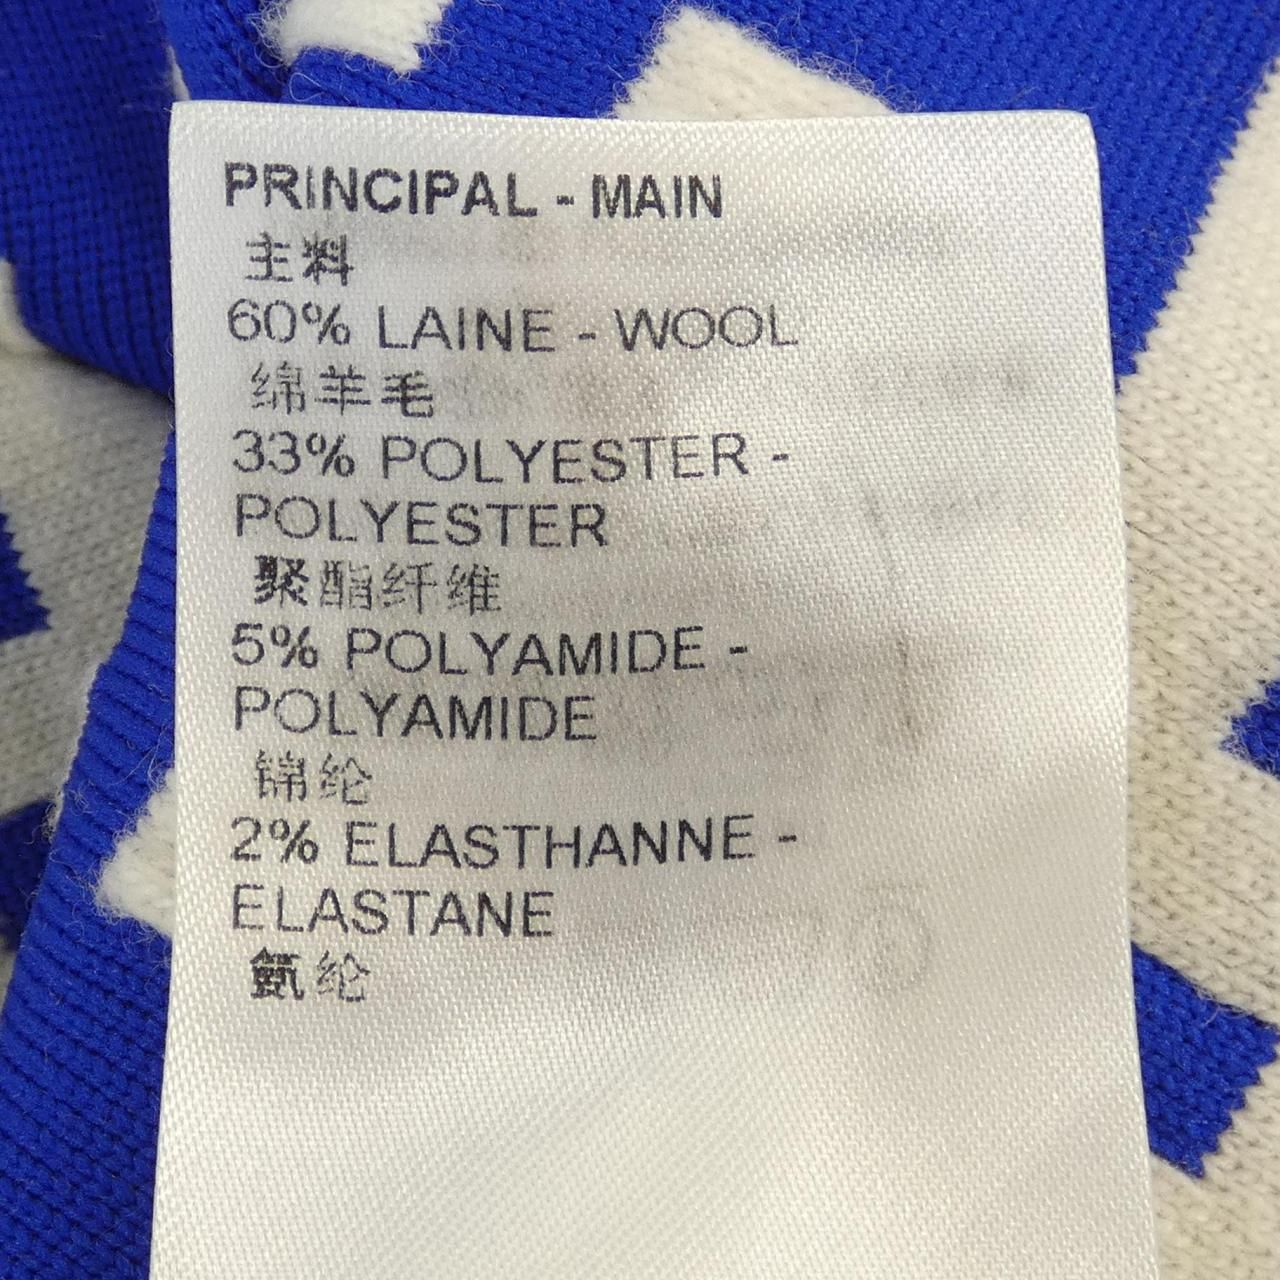 PRINCIPAL - MAIN
主料
60% LAINE - WOOL
绵羊毛
33% POLYESTER -
POLYESTER
聚酯纤维
5% POLYAMIDE -
POLYAMIDE
锦纶
2% ELASTHANNE -
ELASTANE
氨纶